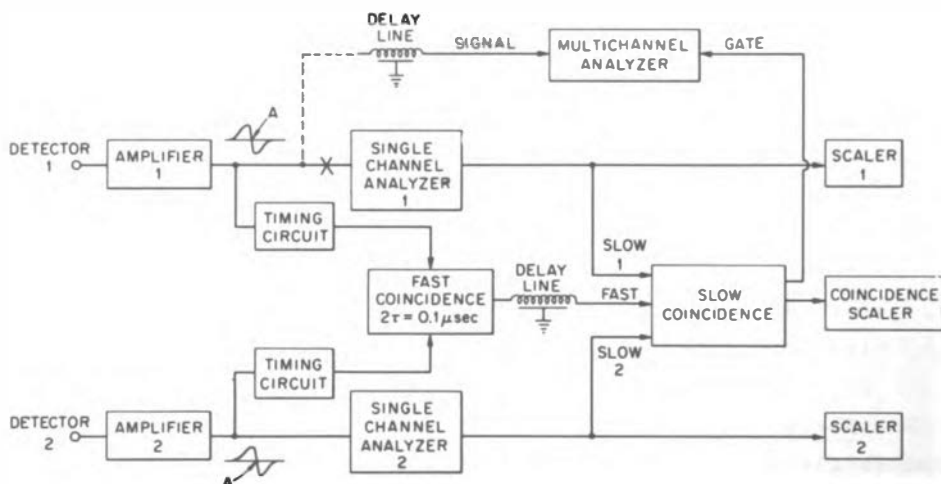 DELAY
LINE
SIGNAL
MULTICHANNEL
ANALYZER
GATE
A
DETECTOR
1
AMPLIFIER
1
SINGLE
CHANNEL
ANALYZER
1
SCALER
1
TIMING
CIRCUIT
SLOW
1
FAST
COINCIDENCE
2τ = 0.1 μsec
DELAY
LINE
FAST
SLOW
COINCIDENCE
COINCIDENCE
SCALER
SLOW
2
TIMING
CIRCUIT
DETECTOR
2
AMPLIFIER
2
SINGLE
CHANNEL
ANALYZER
2
SCALER
2
A